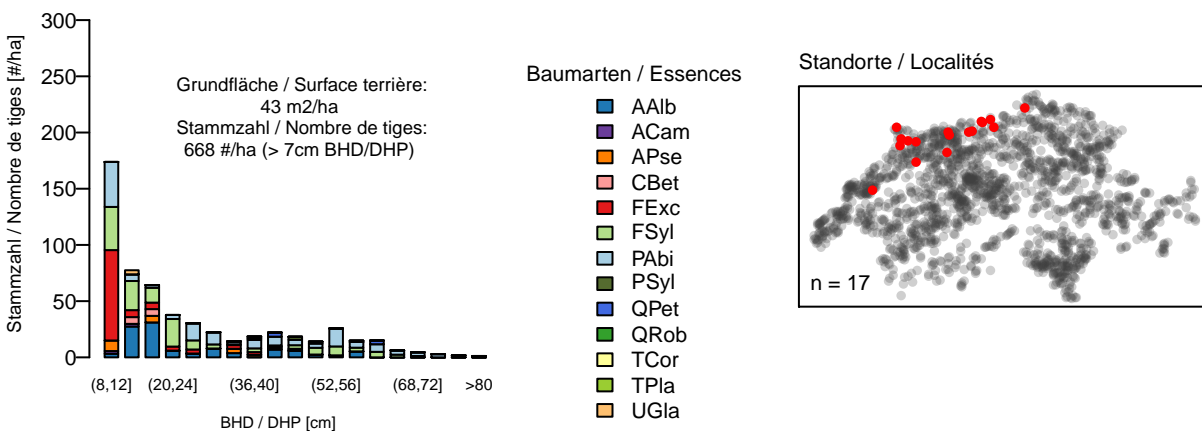 Stammzahl / Nombre de tiges [#/ha]
300
250
200
150
100
50
0
Grundfläche / Surface terrière:
43 m2/ha
Stammzahl / Nombre de tiges:
668 #/ha (> 7cm BHD/DHP)
(8,12]
(20,24]
(36,40]
(52,56]
(68,72]
>80
BHD / DHP [cm]
Baumarten / Essences
AAlb
ACam
APse
CBet
FExc
FSyl
PAbi
PSyl
QPet
QRob
TCor
TPla
UGla
Standorte / Localités
n = 17